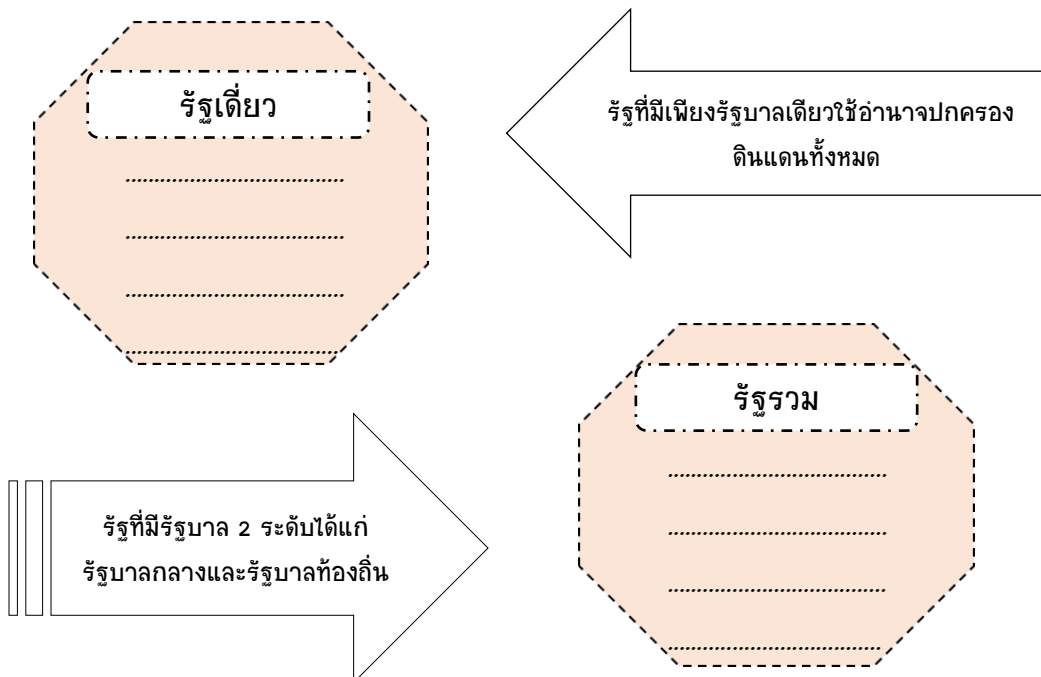 รัฐเดี่ยว
................................
................................
................................
................................
รัฐที่มีเพียงรัฐบาลเดียวใช้อำนาจปกครอง
ดินแดนทั้งหมด
รัฐรวม
................................
................................
................................
................................
รัฐที่มีรัฐบาล 2 ระดับได้แก่
รัฐบาลกลางและรัฐบาลท้องถิ่น